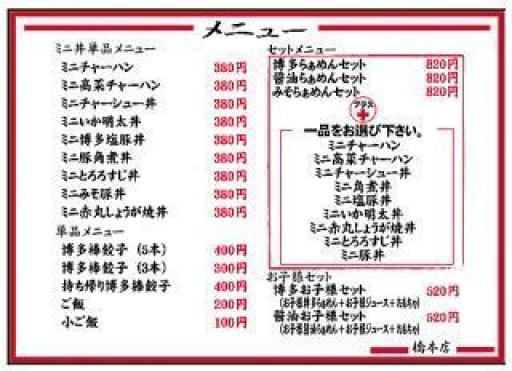 メニュー
ミニ丼単品メニュー
ミニチャーハン 380円
ミニ高菜チャーハン 380円
ミニチャーシュー丼 380円
ミニいか明太丼 380円
ミニ博多塩豚丼 380円
ミニ豚角煮丼 380円
ミニとろろすじ丼 380円
ミニみそ豚丼 380円
ミニ赤丸しょうが焼丼 380円
単品メニュー
博多棒餃子（5本） 400円
博多棒餃子（3本） 300円
持ち帰り博多棒餃子 400円
ご飯 200円
小ご飯 100円
セットメニュー
博多らぁめんセット 820円
醤油らぁめんセット 820円
みそらぁめんセット 820円
プラス
一品をお選び下さい。
ミニチャーハン
ミニ高菜チャーハン
ミニチャーシュー丼
ミニ角煮丼
ミニ塩豚丼
ミニいか明太丼
ミニ赤丸しょうが焼丼
ミニとろろすじ丼
ミニ豚丼
お子様セット
博多お子様セット 520円
らぁめん＋お子様ジュース＋おもちゃ）
醤油お子様セット 520円
（お子様醤油らぁめん＋お子様ジュース＋おもちゃ）
橋本店